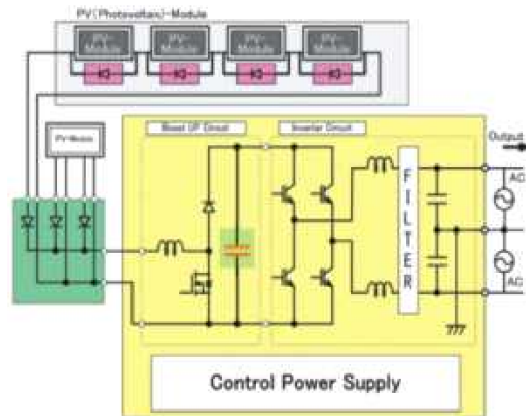 PV(Photovoltaic)-Module
PV-
Module
PV-
Module
PV-
Module
PV-
Module
PV-Module
Boost UP Circuit
Inverter Circuit
Output
AC
FILTER
AC
Control Power Supply